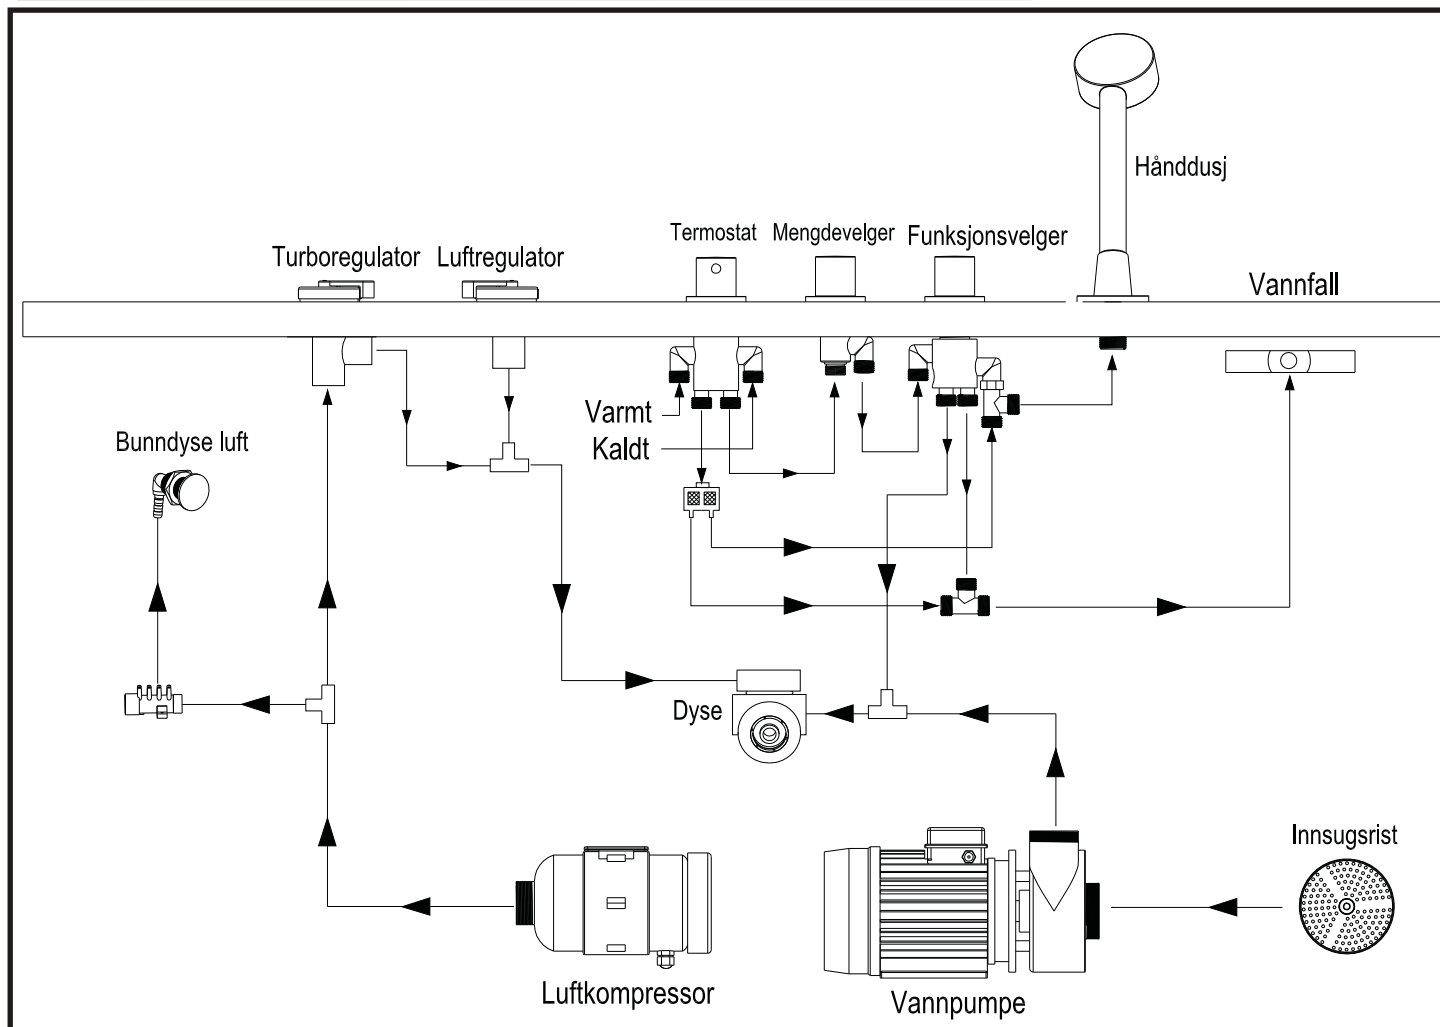 Hånddusj
Termostat
Mengdevelger
Funksjonsvelger
Turboregulator
Luftregulator
Vannfall
Varmt
Kaldt
Bunndyse luft
Dyse
Innsugsrist
Luftkompressor
Vannpumpe